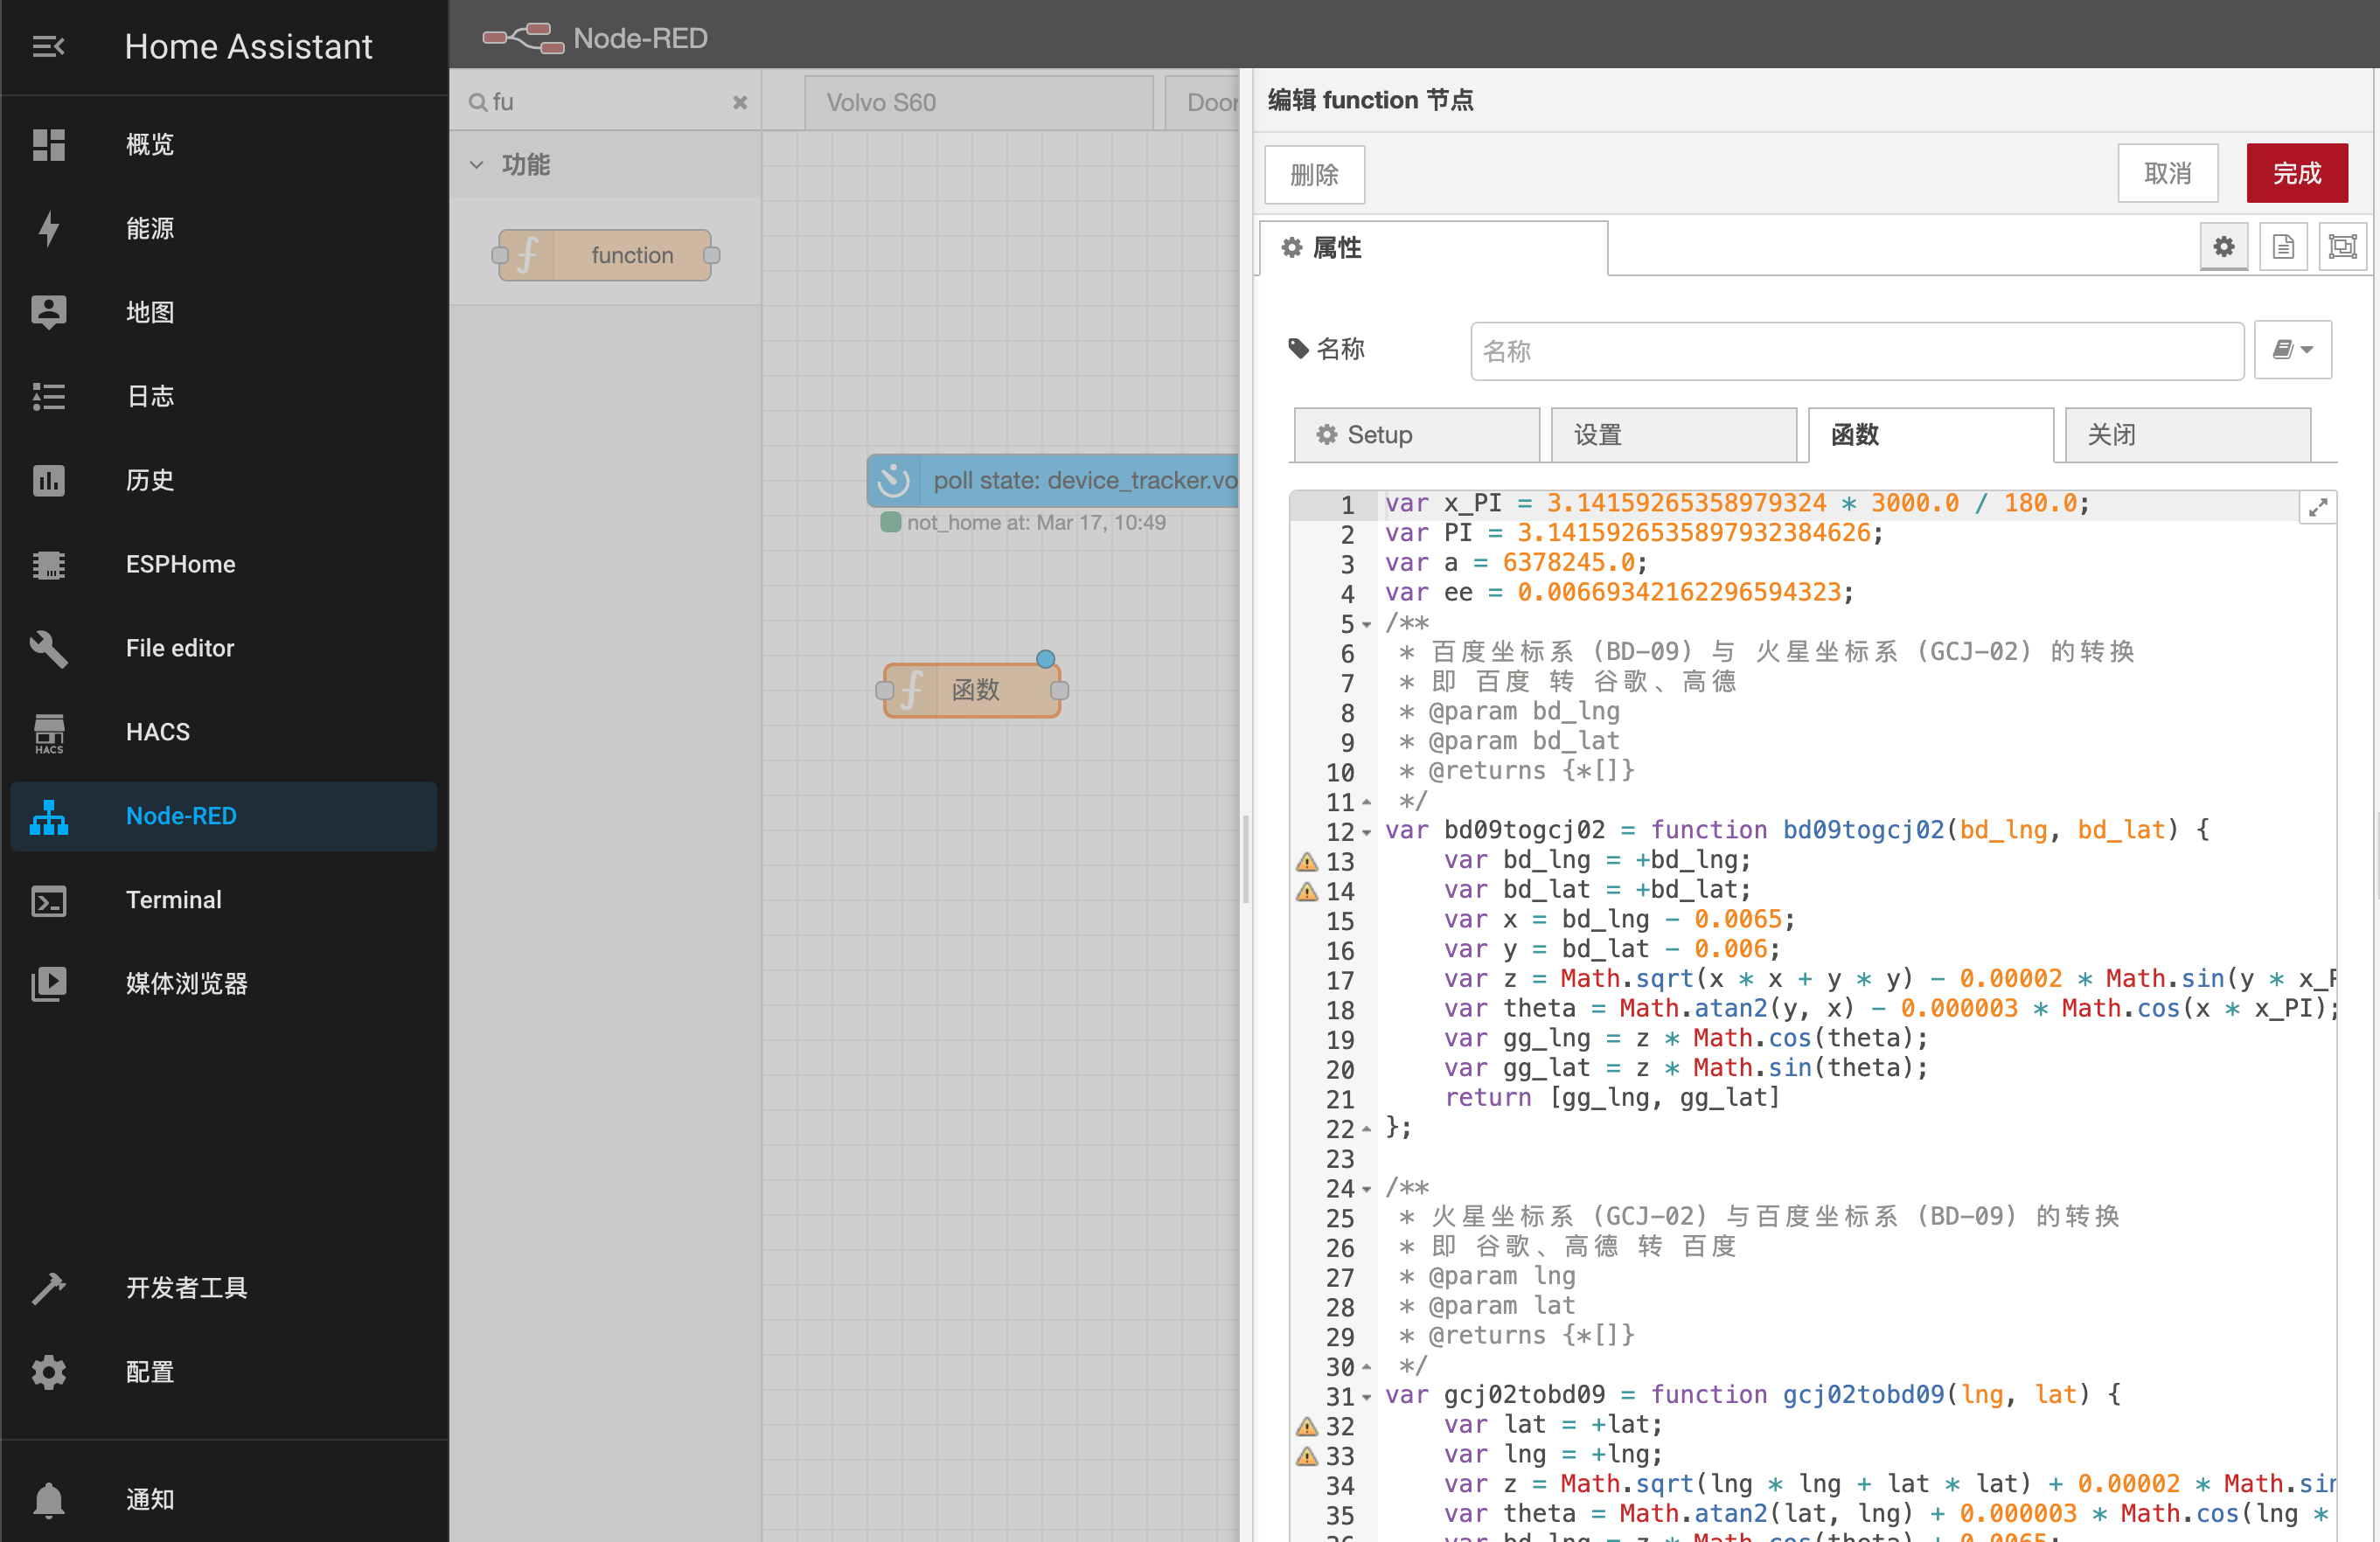 Home Assistant
概览
能源
地图
日志
历史
ESPHome
File editor
HACS
HACS
Node-RED
Terminal
媒体浏览器
开发者工具
配置
通知
Node-RED
fu
功能
function
Volvo S60
Door
poll state: device_tracker.vo
not_home at: Mar 17, 10:49
函数
编辑 function 节点
删除
取消
完成
属性
名称
名称
Setup
设置
函数
关闭
1 var x_PI = 3.14159265358979324 * 3000.0 / 180.0;
2 var PI = 3.1415926535897932384626;
3 var a = 6378245.0;
4 var ee = 0.00669342162296594323;
5 /**
6 * 百度坐标系 (BD-09) 与 火星坐标系 (GCJ-02) 的转换
7 * 即 百度 转 谷歌、高德
8 * @param bd_lng
9 * @param bd_lat
10 * @returns {*[]}
11 */
12 var bd09togcj02 = function bd09togcj02(bd_lng, bd_lat) {
13 var bd_lng = +bd_lng;
14 var bd_lat = +bd_lat;
15 var x = bd_lng - 0.0065;
16 var y = bd_lat - 0.006;
17 var z = Math.sqrt(x * x + y * y) - 0.00002 * Math.sin(y * x_P
18 var theta = Math.atan2(y, x) - 0.000003 * Math.cos(x * x_PI);
19 var gg_lng = z * Math.cos(theta);
20 var gg_lat = z * Math.sin(theta);
21 return [gg_lng, gg_lat]
22 };
23
24 /**
25 * 火星坐标系 (GCJ-02) 与百度坐标系 (BD-09) 的转换
26 * 即 谷歌、高德 转 百度
27 * @param lng
28 * @param lat
29 * @returns {*[]}
30 */
31 var gcj02tobd09 = function gcj02tobd09(lng, lat) {
32 var lat = +lat;
33 var lng = +lng;
34 var z = Math.sqrt(lng * lng + lat * lat) + 0.00002 * Math.sin
35 var theta = Math.atan2(lat, lng) + 0.000003 * Math.cos(lng *
36 var bd_lng = z * Math.cos(theta) + 0.0065;